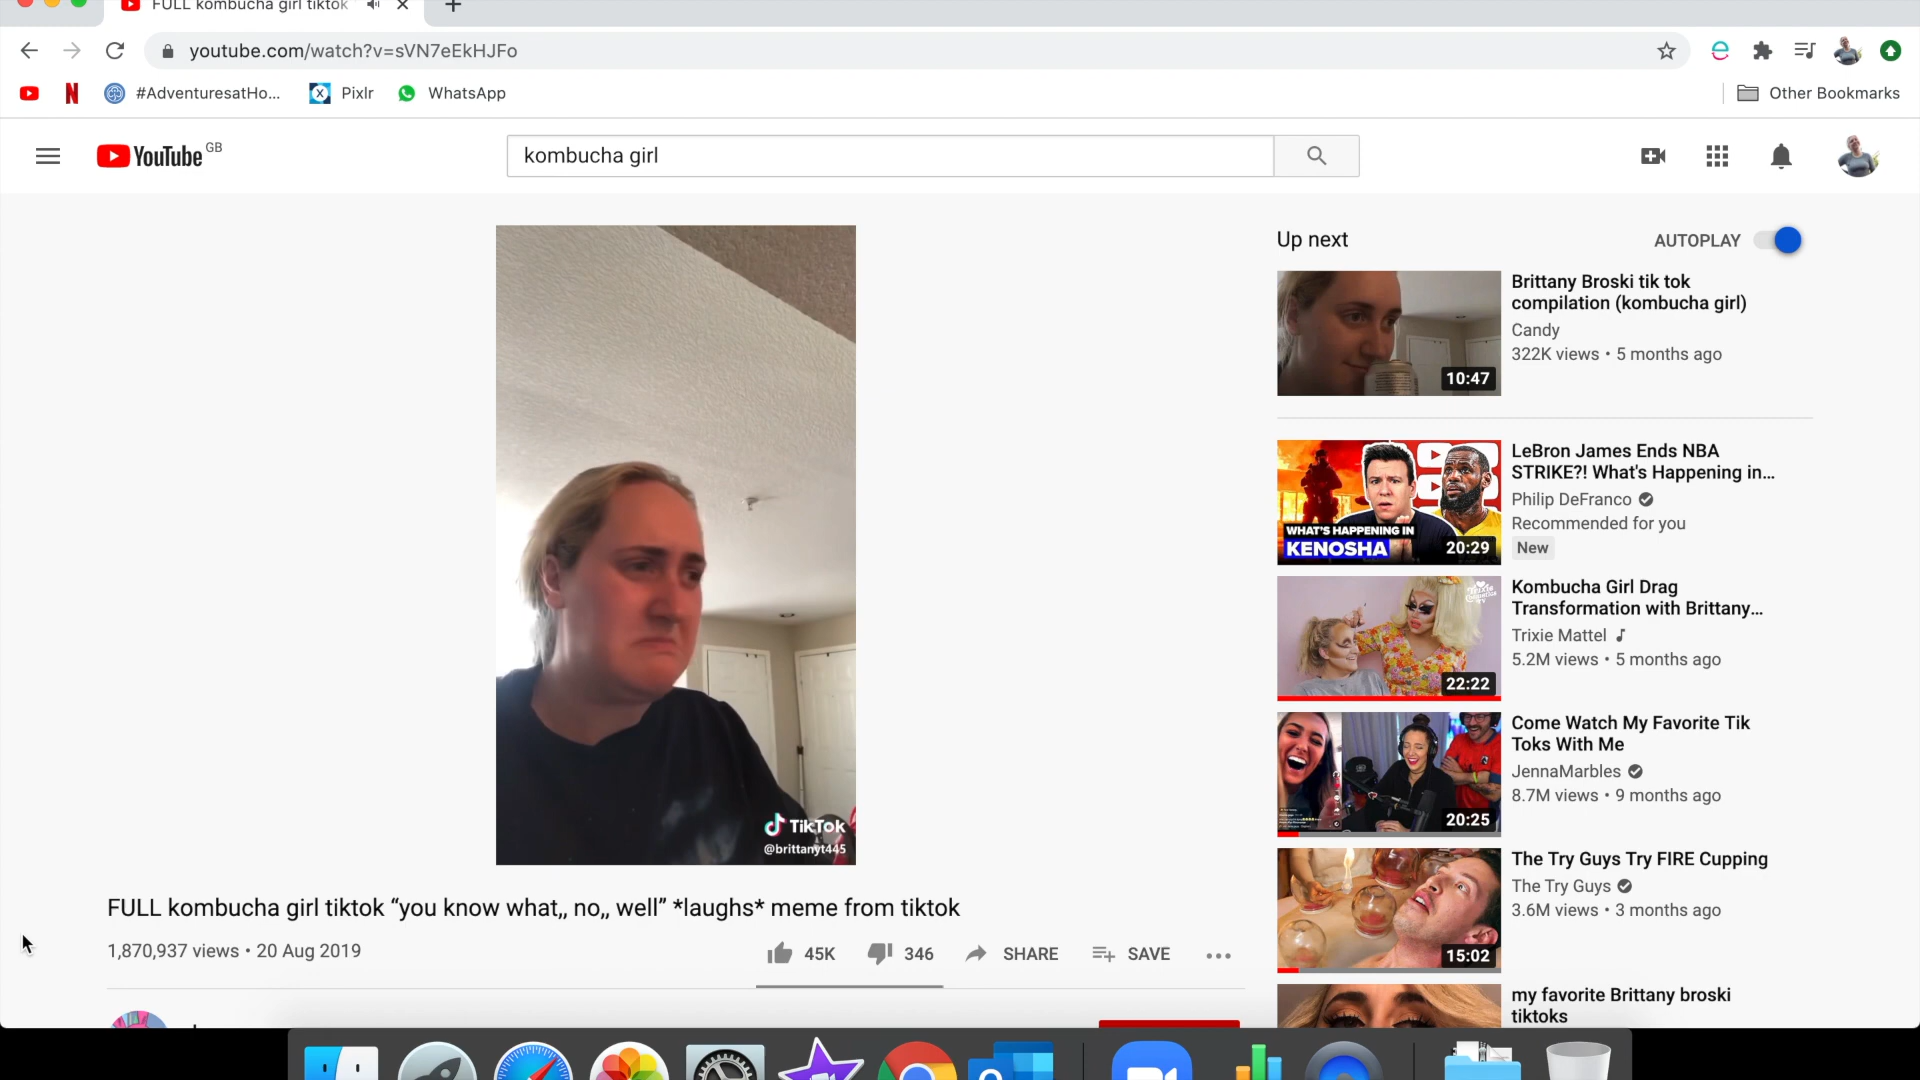 FULL kombucha girl tiktok
youtube.com/watch?v=sVN7eEkHJFo
#AdventuresatHo...
Pixlr
WhatsApp
Other Bookmarks
YouTube GB
kombucha girl
Up next
AUTOPLAY
Brittany Broski tik tok
compilation (kombucha girl)
Candy
322K views • 5 months ago
10:47
LeBron James Ends NBA
STRIKE?! What's Happening in...
Philip DeFranco
Recommended for you
New
WHAT'S HAPPENING IN
KENOSHA
20:29
Kombucha Girl Drag
Transformation with Brittany...
Trixie Mattel
5.2M views • 5 months ago
22:22
Come Watch My Favorite Tik
Toks With Me
JennaMarbles
8.7M views • 9 months ago
20:25
The Try Guys Try FIRE Cupping
The Try Guys
3.6M views • 3 months ago
15:02
my favorite Brittany broski
tiktoks
TikTok
@brittanyt445
FULL kombucha girl tiktok “you know what,, no,, well” *laughs* meme from tiktok
1,870,937 views • 20 Aug 2019
45K
346
SHARE
SAVE